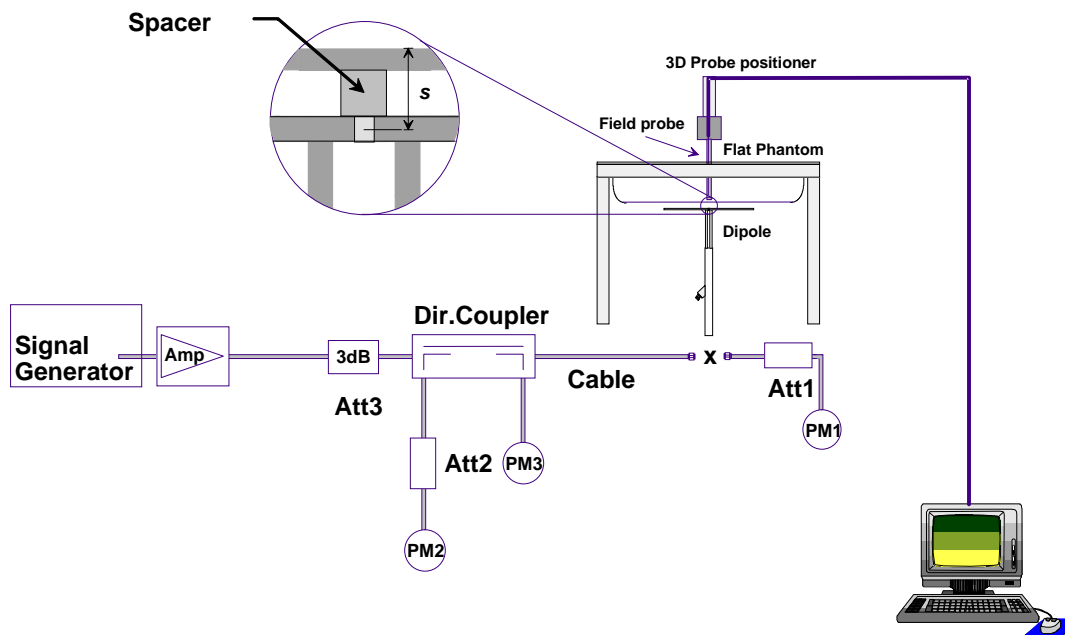 Spacer
s
3D Probe positioner
Field probe
Flat Phantom
Dipole
Dir.Coupler
Signal
Generator
Amp
3dB
Att3
Cable
x
Att1
PM1
Att2
PM3
PM2